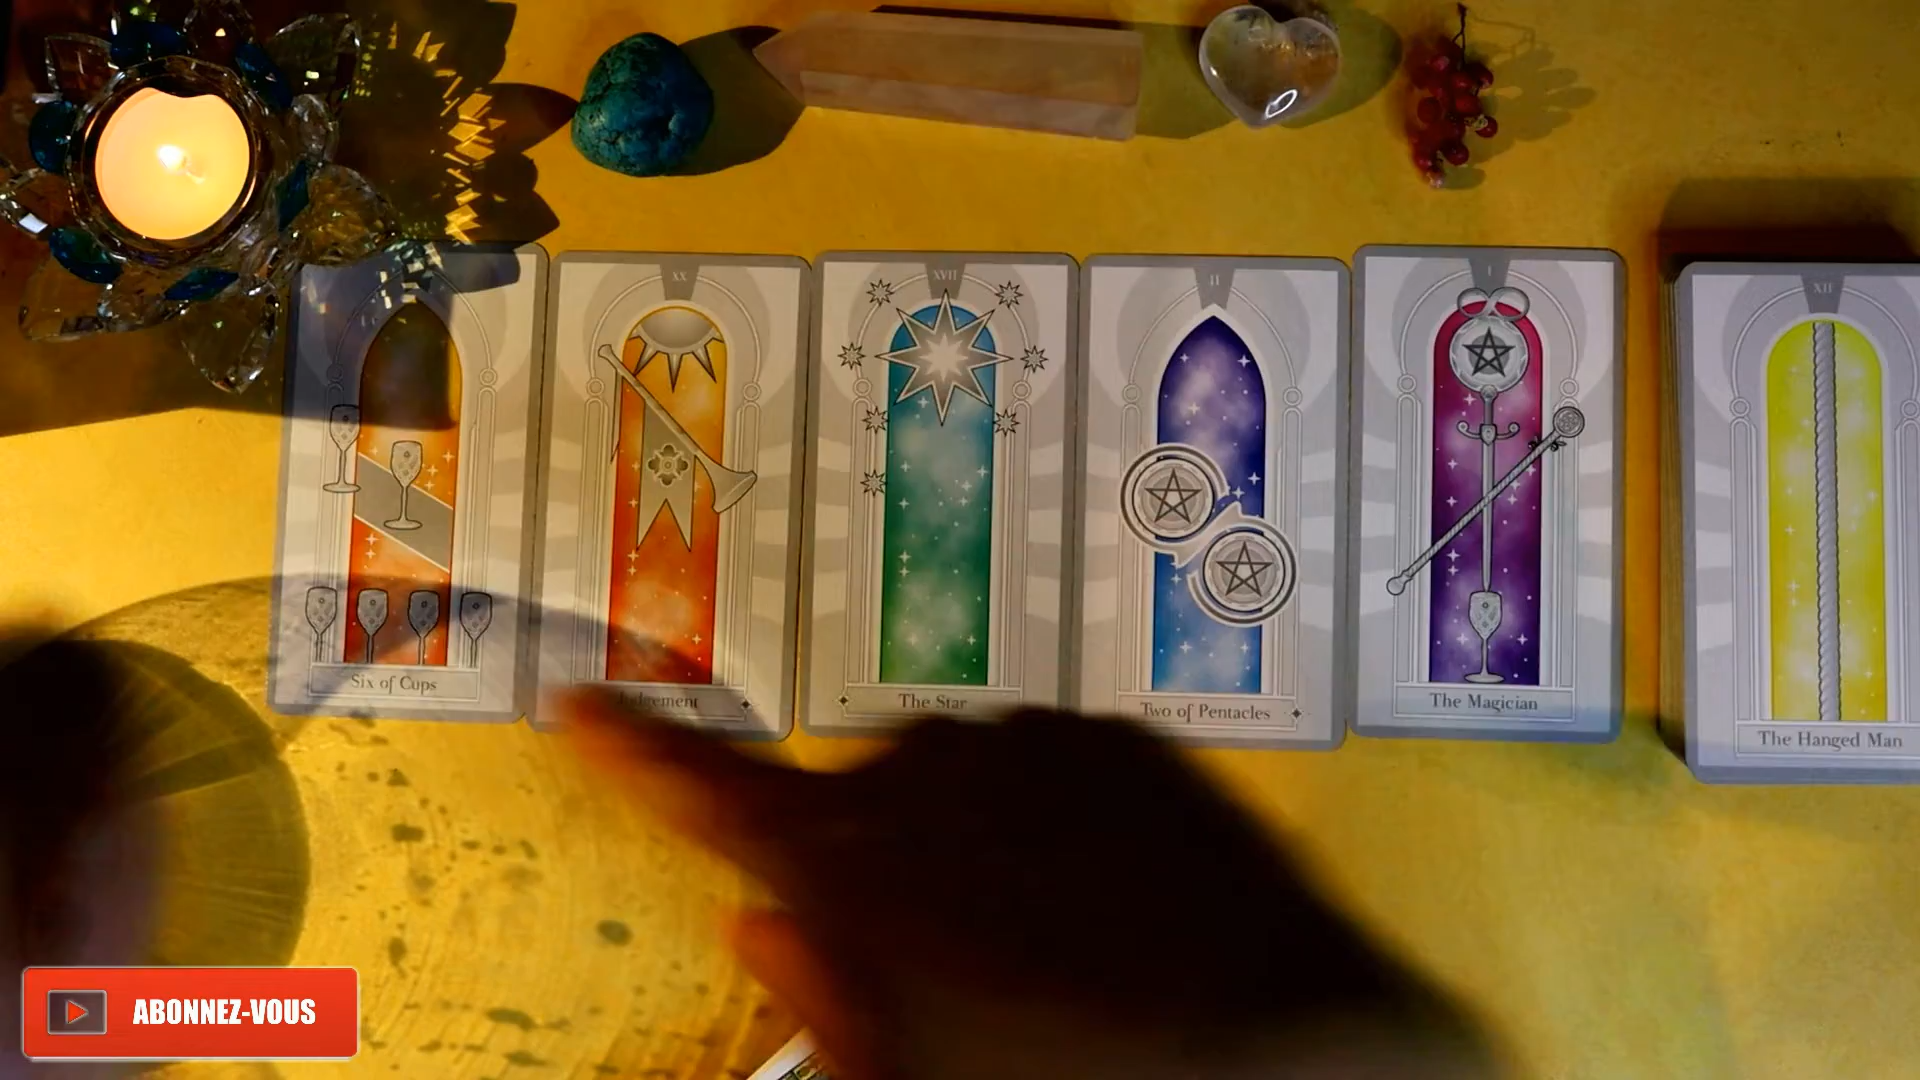 XX
XVII
II
I
XII
Six of Cups
Judgement
The Star
Two of Pentacles
The Magician
The Hanged Man
ABONNEZ-VOUS